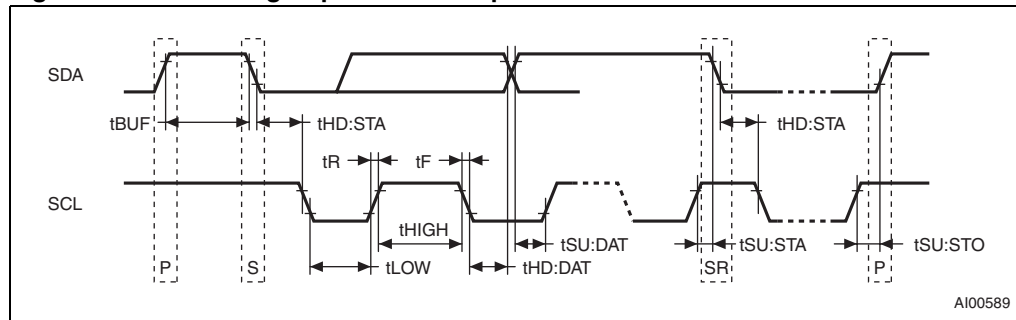 SDA
tBUF
tHD:STA
tHD:STA
tR
tF
SCL
tHIGH
tSU:DAT
tSU:STA
tSU:STO
P
S
tLOW
tHD:DAT
SR
P
AI00589